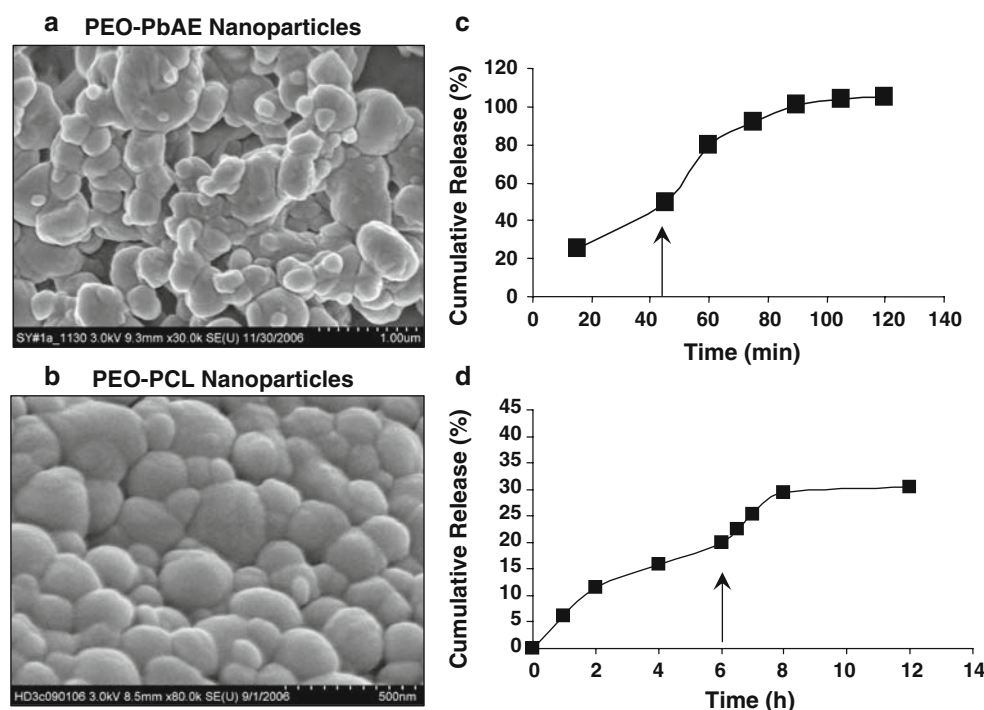 a PEO-PbAE Nanoparticles
SY#1a_1130 3.0kV 9.3mm x30.0k SE(U) 11/30/2006 1.00um
b PEO-PCL Nanoparticles
HD3c090106 3.0kV 8.5mm x80.0k SE(U) 9/1/2006 500nm
c
Cumulative Release (%)
120
100
80
60
40
20
0
0 20 40 60 80 100 120 140
Time (min)
d
Cumulative Release (%)
45
40
35
30
25
20
15
10
5
0
0 2 4 6 8 10 12 14
Time (h)